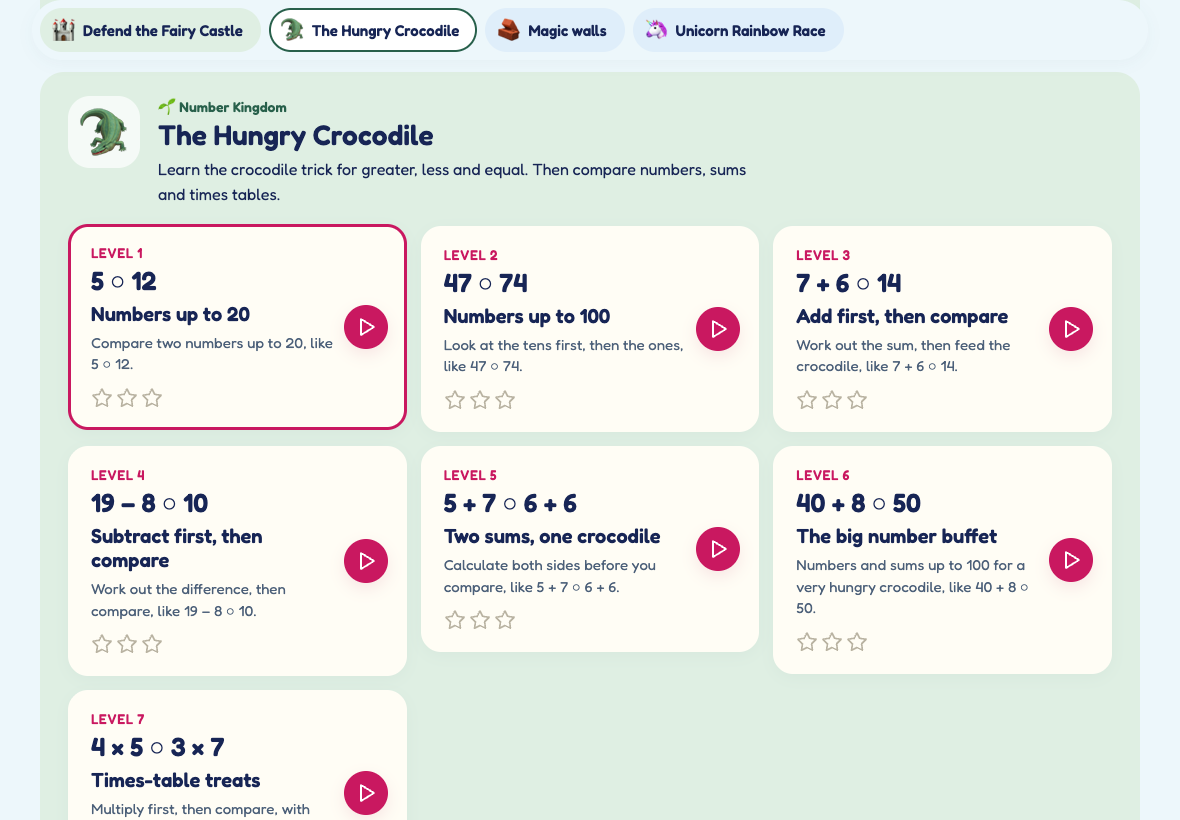 Defend the Fairy Castle
The Hungry Crocodile
Magic walls
Unicorn Rainbow Race
Number Kingdom
The Hungry Crocodile
Learn the crocodile trick for greater, less and equal. Then compare numbers, sums
and times tables.
LEVEL 1
5 ○ 12
Numbers up to 20
Compare two numbers up to 20, like
5 ○ 12.
LEVEL 2
47 ○ 74
Numbers up to 100
Look at the tens first, then the ones,
like 47 ○ 74.
LEVEL 3
7 + 6 ○ 14
Add first, then compare
Work out the sum, then feed the
crocodile, like 7 + 6 ○ 14.
LEVEL 4
19 – 8 ○ 10
Subtract first, then
compare
Work out the difference, then
compare, like 19 – 8 ○ 10.
LEVEL 5
5 + 7 ○ 6 + 6
Two sums, one crocodile
Calculate both sides before you
compare, like 5 + 7 ○ 6 + 6.
LEVEL 6
40 + 8 ○ 50
The big number buffet
Numbers and sums up to 100 for a
very hungry crocodile, like 40 + 8 ○
50.
LEVEL 7
4 × 5 ○ 3 × 7
Times-table treats
Multiply first, then compare, with